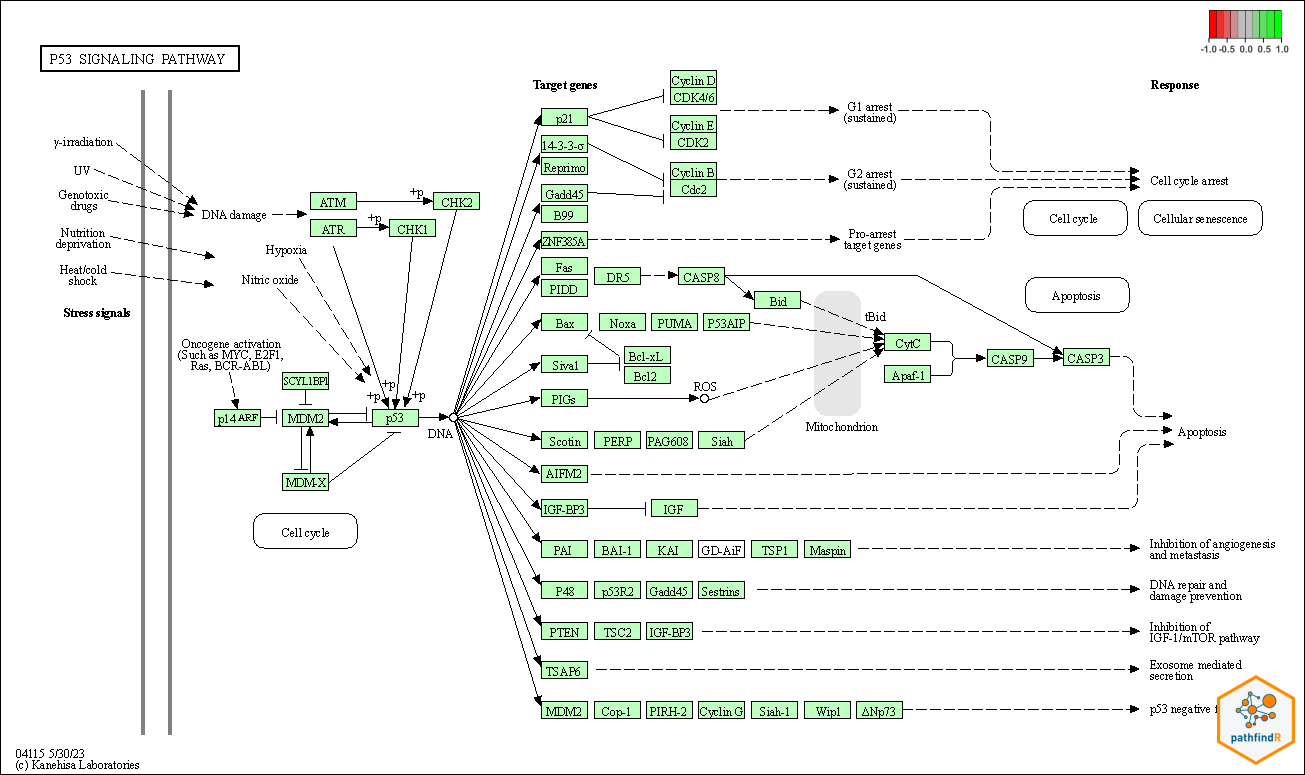 P53 SIGNALING PATHWAY
-1.0 -0.5 0.0 0.5 1.0
Target genes
Response
γ-irradiation
UV
Genotoxic
drugs
Nutrition
deprivation
Heat/cold
shock
Stress signals
DNA damage
ATM
+p
CHK2
ATR
+p
CHK1
Hypoxia
Nitric oxide
Oncogene activation
(Such as MYC, E2F1,
Ras, BCR-ABL)
SCYL1BP1
+p
+p
+p
p14ARF
MDM2
p53
DNA
MDM-X
Cell cycle
p21
Cyclin D
CDK4/6
G1 arrest
(sustained)
14-3-3-σ
Cyclin E
CDK2
Reprimo
Cyclin B
Cdc2
G2 arrest
(sustained)
Cell cycle arrest
Gadd45
B99
Cell cycle
Cellular senescence
ZNF385A
Pro-arrest
target genes
Fas
DR5
CASP8
PIDD
Bid
Apoptosis
tBid
Bax
Noxa
PUMA
P53AIP
CytC
Bcl-xL
Bcl2
CASP9
CASP3
Siva1
Apaf-1
PIGs
ROS
Mitochondrion
Scotin
PERP
PAG608
Siah
Apoptosis
AIFM2
IGF-BP3
IGF
PAI
BAI-1
KAI
GD-AiF
TSP1
Maspin
Inhibition of angiogenesis
and metastasis
P48
p53R2
Gadd45
Sestrins
DNA repair and
damage prevention
PTEN
TSC2
IGF-BP3
Inhibition of
IGF-1/mTOR pathway
TSAP6
Exosome mediated
secretion
MDM2
Cop-1
PIRH-2
Cyclin G
Siah-1
Wip1
ΔNp73
p53 negative
pathfindR
04115 5/30/23
(c) Kanehisa Laboratories